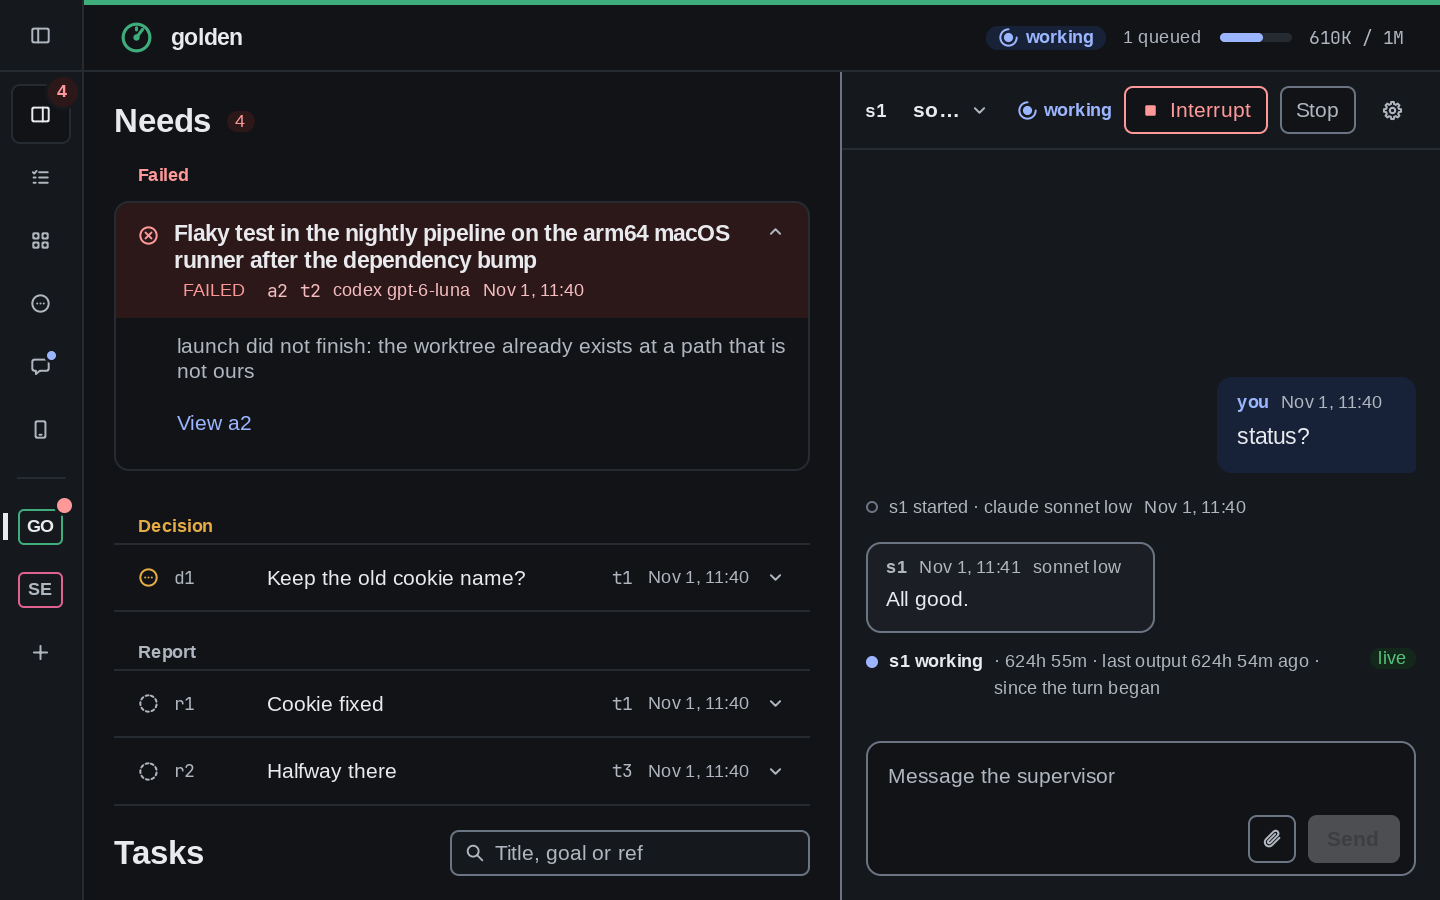 golden
working
1 queued
610K / 1M
4
GO
SE
Needs 4
Failed
Flaky test in the nightly pipeline on the arm64 macOS
runner after the dependency bump
FAILED a2 t2 codex gpt-6-luna Nov 1, 11:40
launch did not finish: the worktree already exists at a path that is
not ours
View a2
Decision
d1 Keep the old cookie name? t1 Nov 1, 11:40
Report
r1 Cookie fixed t1 Nov 1, 11:40
r2 Halfway there t3 Nov 1, 11:40
Tasks
Title, goal or ref
s1 so… working Interrupt Stop
you Nov 1, 11:40
status?
s1 started · claude sonnet low Nov 1, 11:40
s1 Nov 1, 11:41 sonnet low
All good.
s1 working · 624h 55m · last output 624h 54m ago ·
since the turn began
live
Message the supervisor
Send